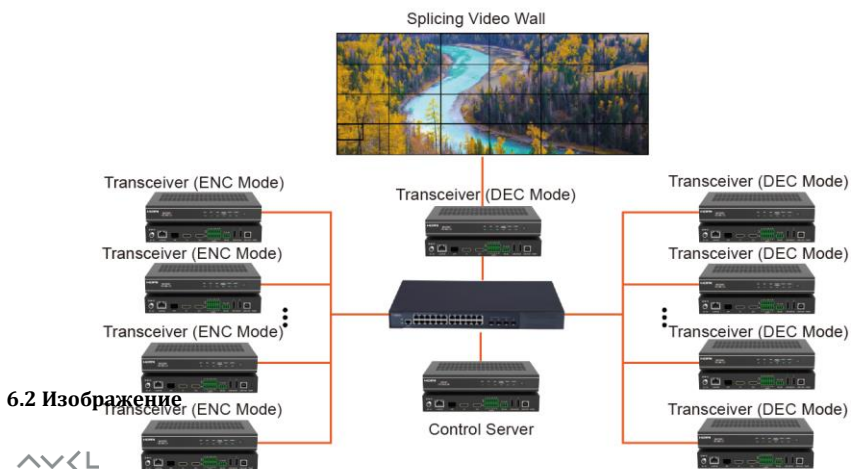 Splicing Video Wall
Transceiver (ENC Mode)
Transceiver (DEC Mode)
Transceiver (DEC Mode)
Transceiver (ENC Mode)
Transceiver (DEC Mode)
Transceiver (ENC Mode)
Transceiver (DEC Mode)
6.2 Изображение
Transceiver (ENC Mode)
Transceiver (DEC Mode)
Control Server